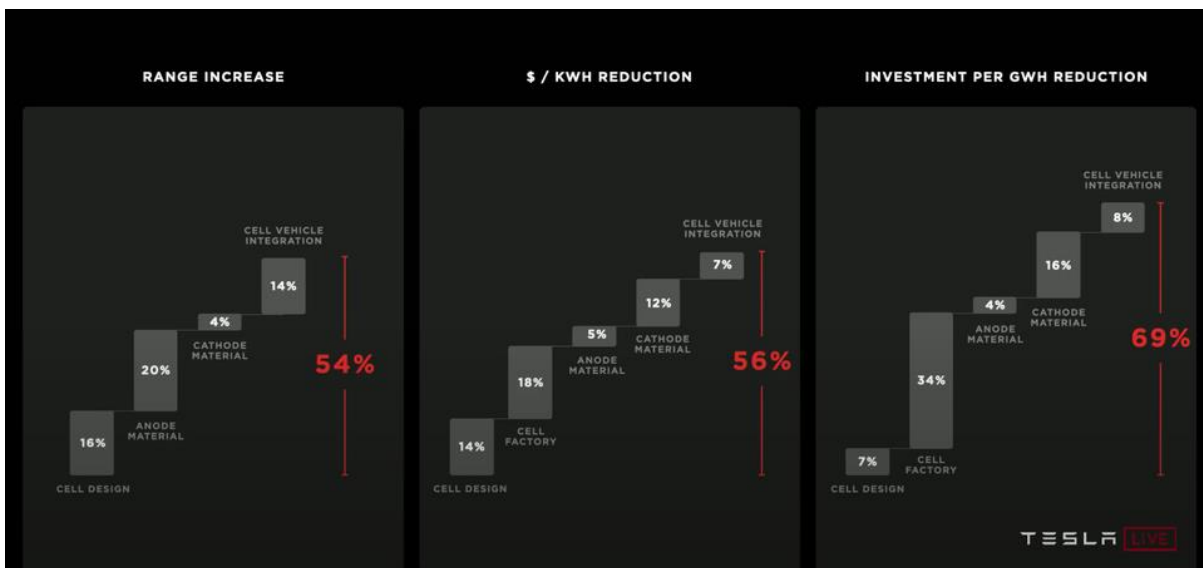 RANGE INCREASE
CELL VEHICLE
INTEGRATION
14%
4%
CATHODE
MATERIAL
20%
ANODE
MATERIAL
16%
CELL DESIGN
54%
$ / KWH REDUCTION
CELL VEHICLE
INTEGRATION
7%
12%
CATHODE
MATERIAL
5%
ANODE
MATERIAL
18%
CELL
FACTORY
14%
CELL DESIGN
56%
INVESTMENT PER GWH REDUCTION
CELL VEHICLE
INTEGRATION
8%
16%
CATHODE
MATERIAL
4%
ANODE
MATERIAL
34%
CELL
FACTORY
7%
CELL DESIGN
69%
TESLA LIVE